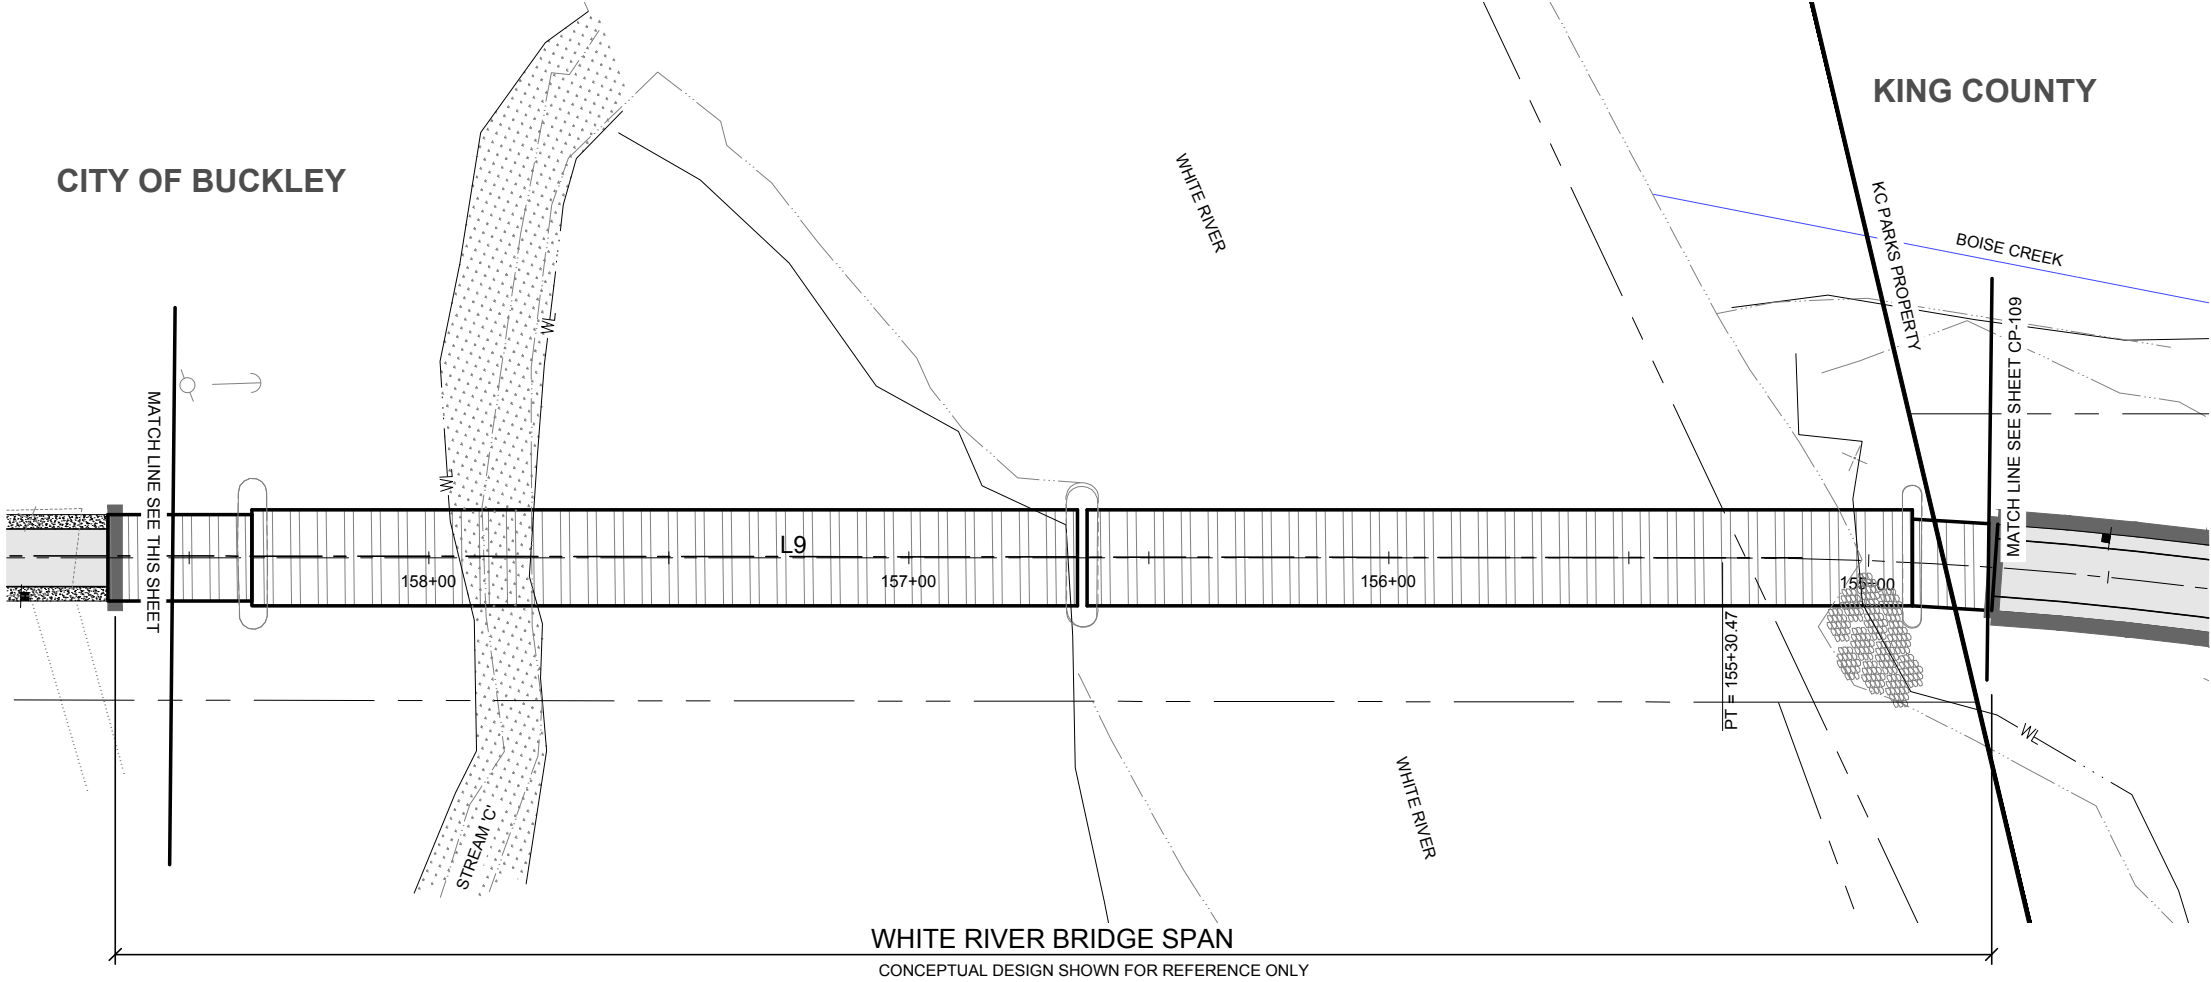 KING COUNTY
CITY OF BUCKLEY
WHITE RIVER
KC PARKS PROPERTY
BOISE CREEK
WL
MATCH LINE SEE SHEET CP-109
MATCH LINE SEE THIS SHEET
WL
L9
158+00
157+00
156+00
155+00
PT = 155+30.47
WL
WHITE RIVER
STREAM 'C'
WHITE RIVER BRIDGE SPAN
CONCEPTUAL DESIGN SHOWN FOR REFERENCE ONLY